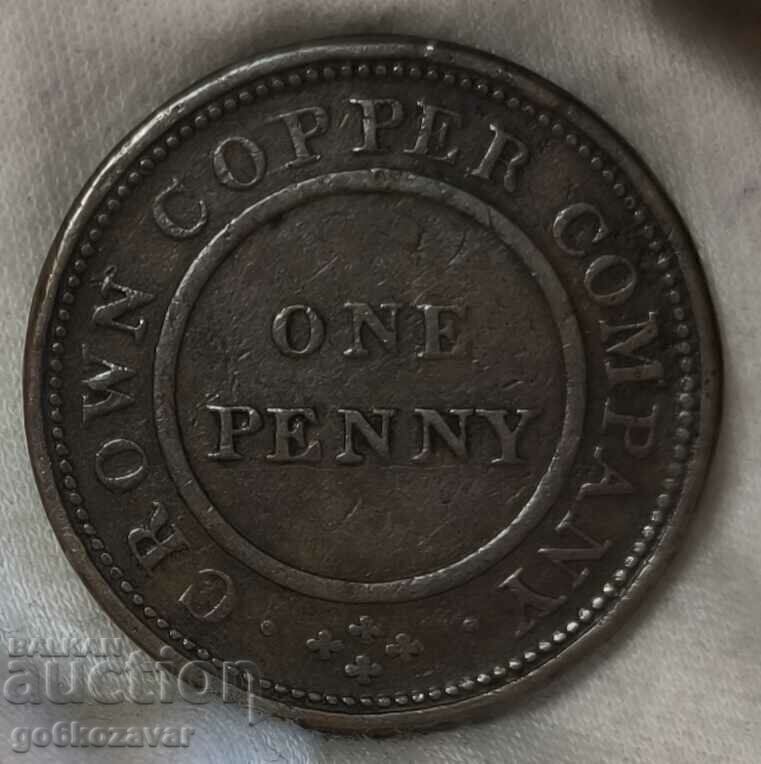 CROWN COPPER COMPANY
ONE
PENNY
BALKAN
auction
go6kozavar